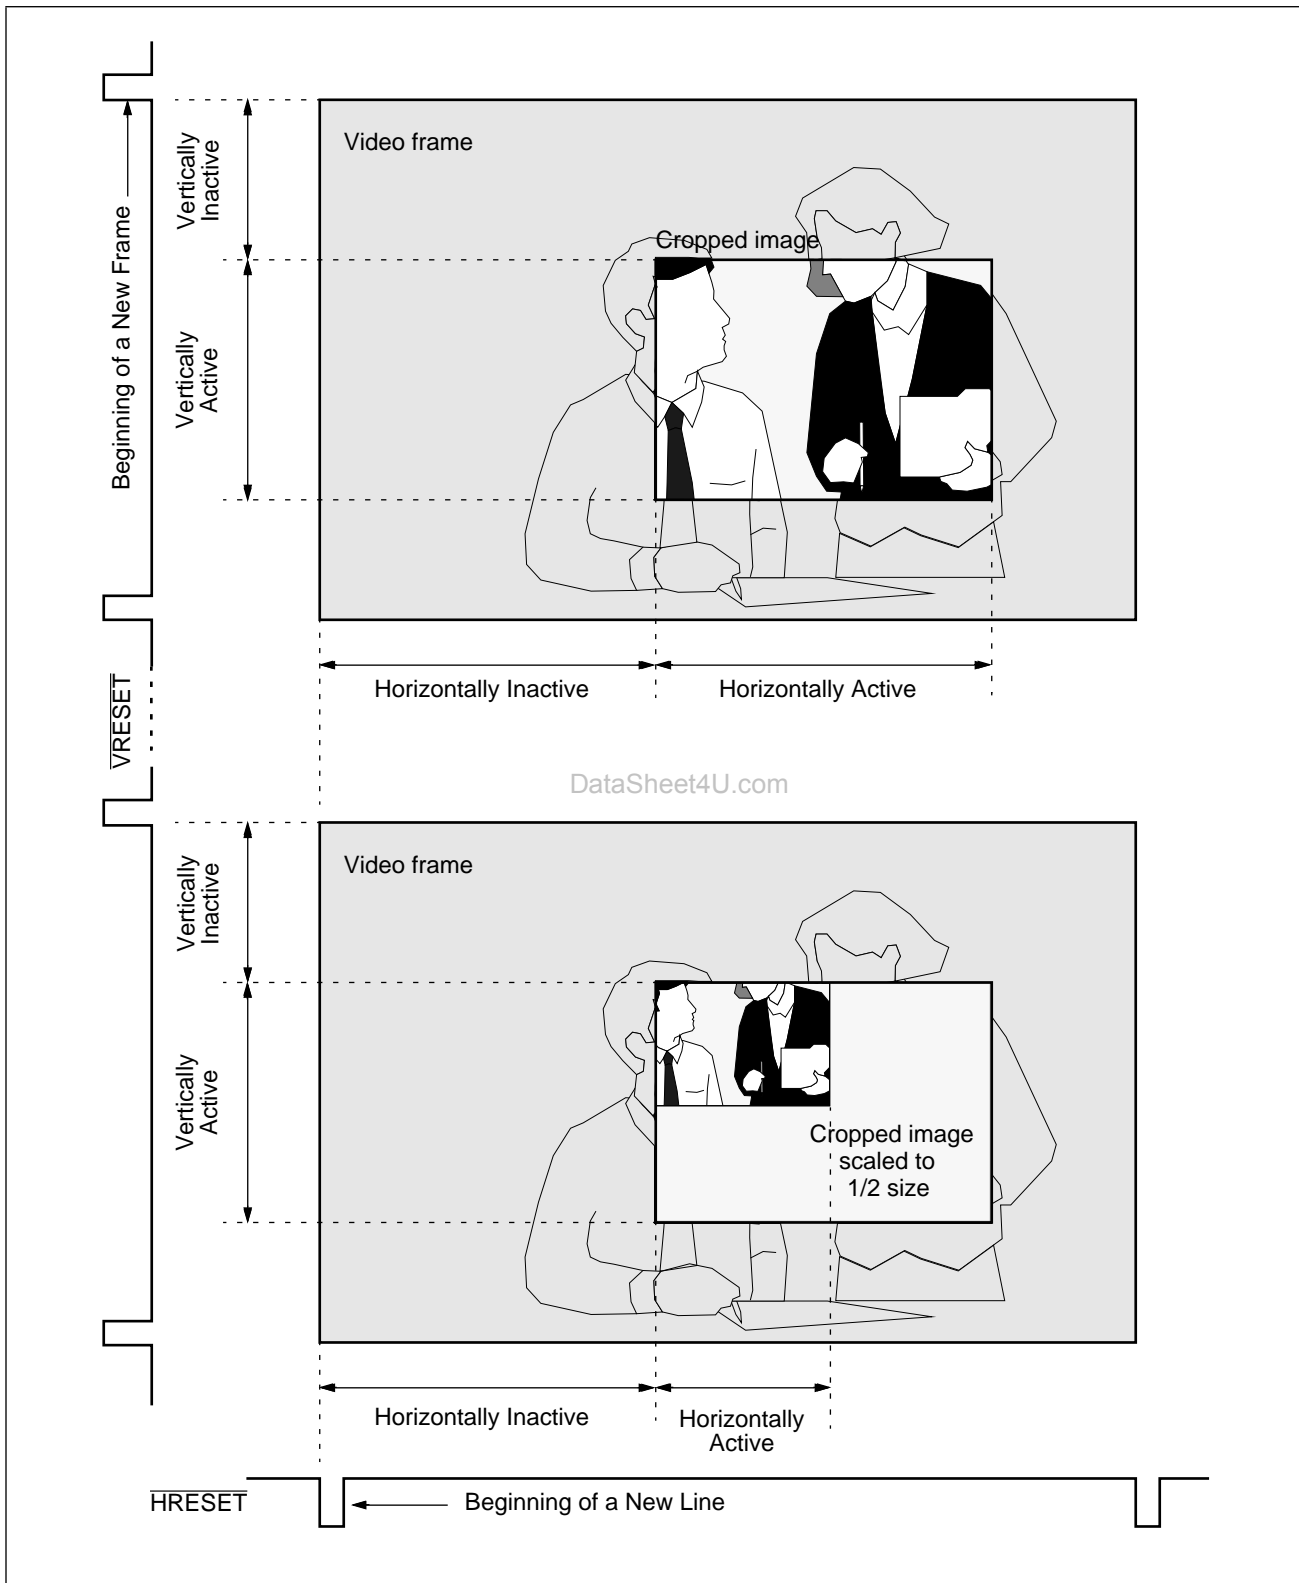 Video frame
Vertically
Inactive
Beginning of a New Frame
Cropped image
Vertically
Active
Horizontally Inactive
Horizontally Active
VRESET
DataSheet4U.com
Video frame
Vertically
Inactive
Vertically
Active
Cropped image
scaled to
1/2 size
Horizontally Inactive
Horizontally
Active
HRESET
Beginning of a New Line